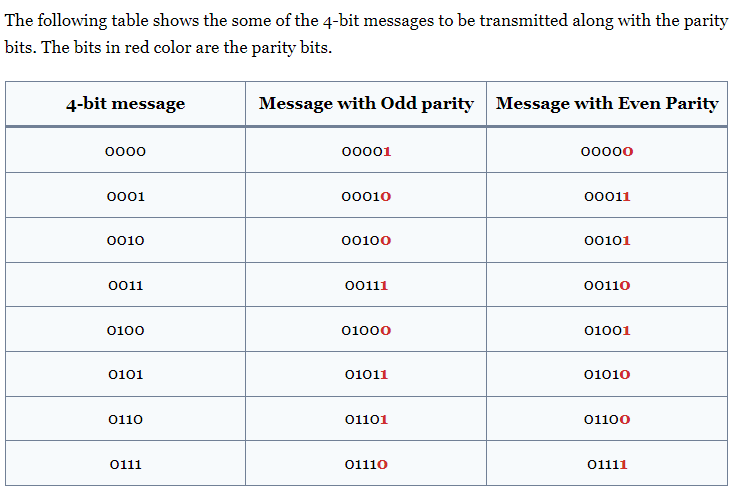 The following table shows the some of the 4-bit messages to be transmitted along with the parity
bits. The bits in red color are the parity bits.
4-bit message Message with Odd parity Message with Even Parity
0000 00001 00000
0001 00010 00011
0010 00100 00101
0011 00111 00110
0100 01000 01001
0101 01011 01010
0110 01101 01100
0111 01110 01111